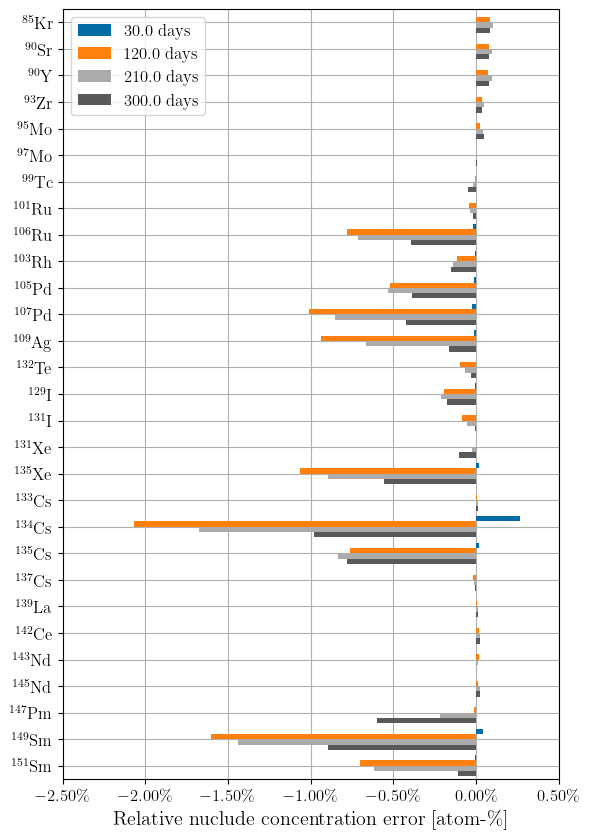 ⁸⁵Kr
⁹⁰Sr
⁹⁰Y
⁹³Zr
⁹⁵Mo
⁹⁷Mo
⁹⁹Tc
¹⁰¹Ru
¹⁰⁶Ru
¹⁰³Rh
¹⁰⁵Pd
¹⁰⁷Pd
¹⁰⁹Ag
¹³²Te
¹²⁹I
¹³¹I
¹³¹Xe
¹³⁵Xe
¹³³Cs
¹³⁴Cs
¹³⁵Cs
¹³⁷Cs
¹³⁹La
¹⁴²Ce
¹⁴³Nd
¹⁴⁵Nd
¹⁴⁷Pm
¹⁴⁹Sm
¹⁵¹Sm
30.0 days
120.0 days
210.0 days
300.0 days
−2.50% −2.00% −1.50% −1.00% −0.50% 0.00% 0.50%
Relative nuclude concentration error [atom-%]